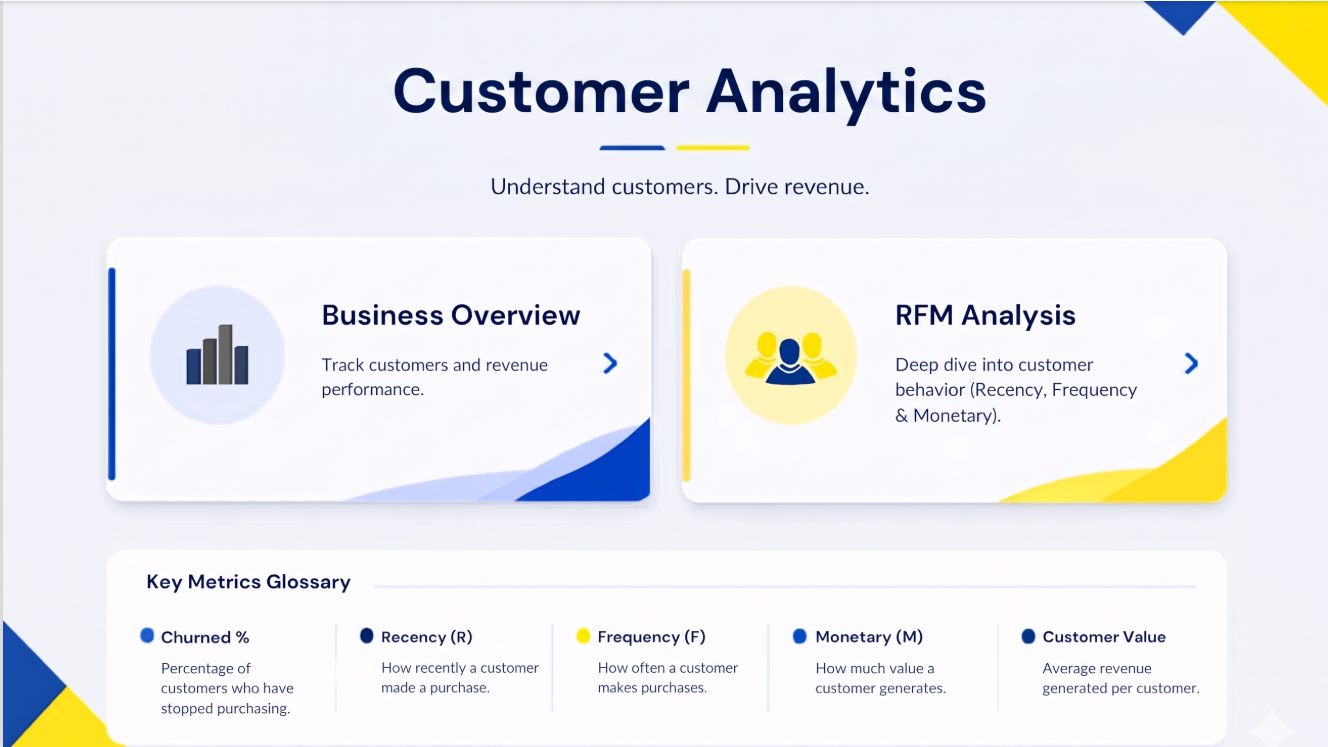 Customer Analytics
Understand customers. Drive revenue.
Business Overview
Track customers and revenue
performance.
RFM Analysis
Deep dive into customer
behavior (Recency, Frequency
& Monetary).
Key Metrics Glossary
Churned %
Percentage of
customers who have
stopped purchasing.
Recency (R)
How recently a customer
made a purchase.
Frequency (F)
How often a customer
makes purchases.
Monetary (M)
How much value a
customer generates.
Customer Value
Average revenue
generated per customer.